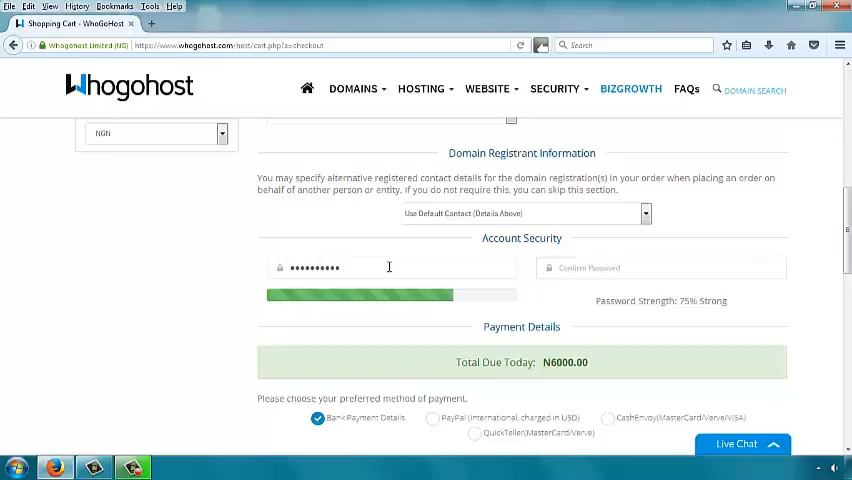 File Edit View History Bookmarks Tools Help
Shopping Cart - WhoGoHost
Whogohost Limited (NG) https://www.whogohost.com/host/cart.php?a=checkout Search
Whogohost DOMAINS HOSTING WEBSITE SECURITY BIZGROWTH FAQs DOMAIN SEARCH
NGN
Domain Registrant Information
You may specify alternative registered contact details for the domain registration(s) in your order when placing an order on
behalf of another person or entity. If you do not require this, you can skip this section.
Use Default Contact (Details Above)
Account Security
•••••••••• Confirm Password
Password Strength: 75% Strong
Payment Details
Total Due Today: N6000.00
Please choose your preferred method of payment.
Bank Payment Details PayPal (International, charged in USD) CashEnvoy(MasterCard/Verve/VISA)
QuickTeller(MasterCard/Verve)
Live Chat